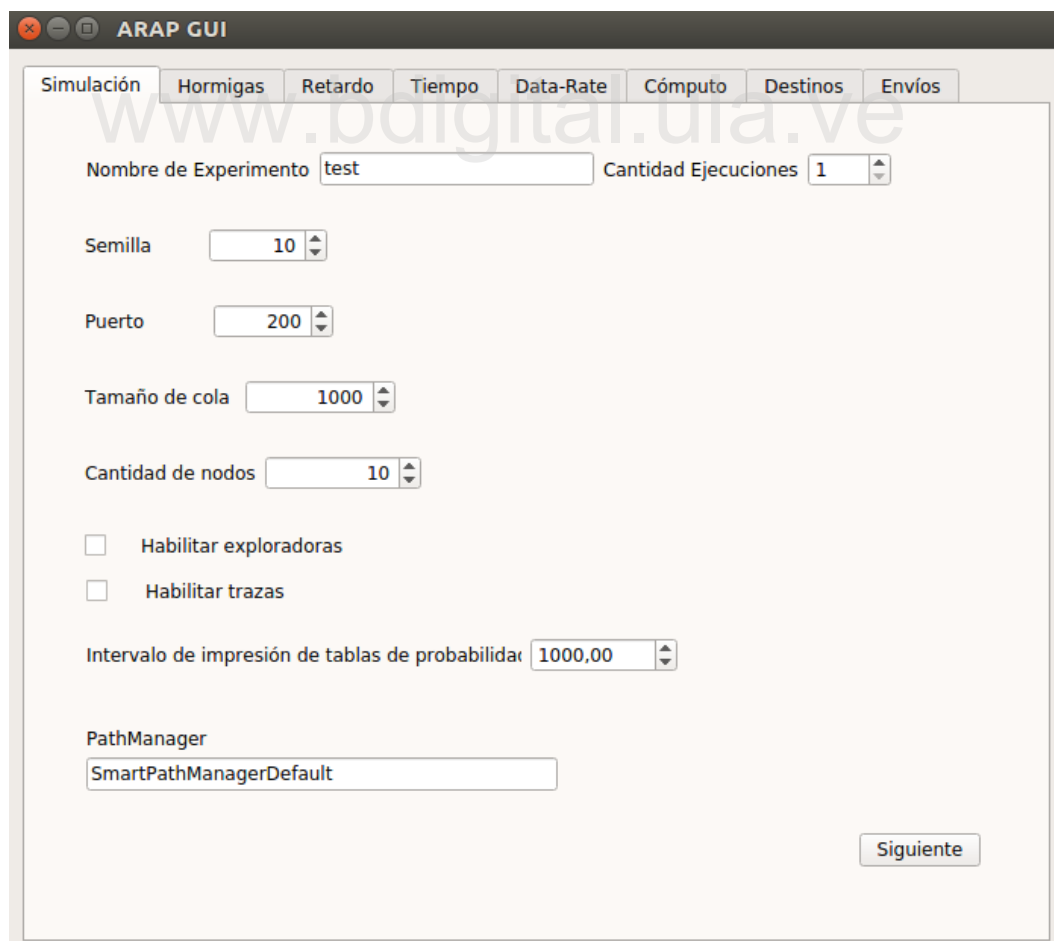 ARAP GUI
Simulación Hormigas Retardo Tiempo Data-Rate Cómputo Destinos Envíos
www.bdigital.ula.ve
Nombre de Experimento test Cantidad Ejecuciones 1
Semilla 10
Puerto 200
Tamaño de cola 1000
Cantidad de nodos 10
Habilitar exploradoras
Habilitar trazas
Intervalo de impresión de tablas de probabilidad 1000,00
PathManager
SmartPathManagerDefault
Siguiente